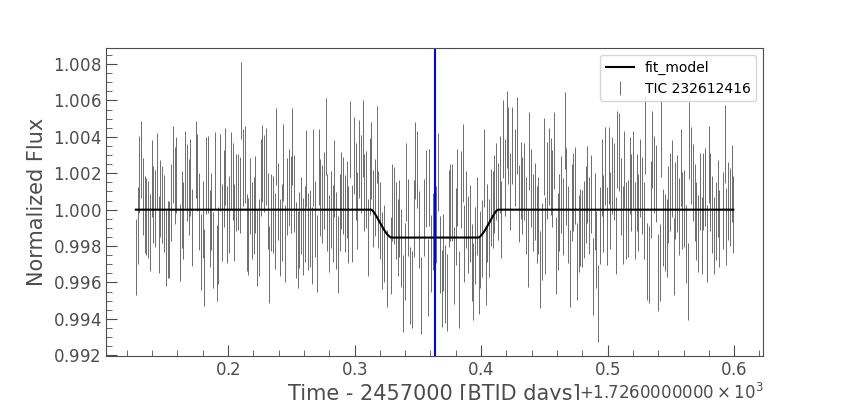 1.008
1.006
1.004
1.002
1.000
0.998
0.996
0.994
0.992
Normalized Flux
fit_model
TIC 232612416
0.2 0.3 0.4 0.5 0.6
Time - 2457000 [BTJD days] +1.7260000000 × 10³